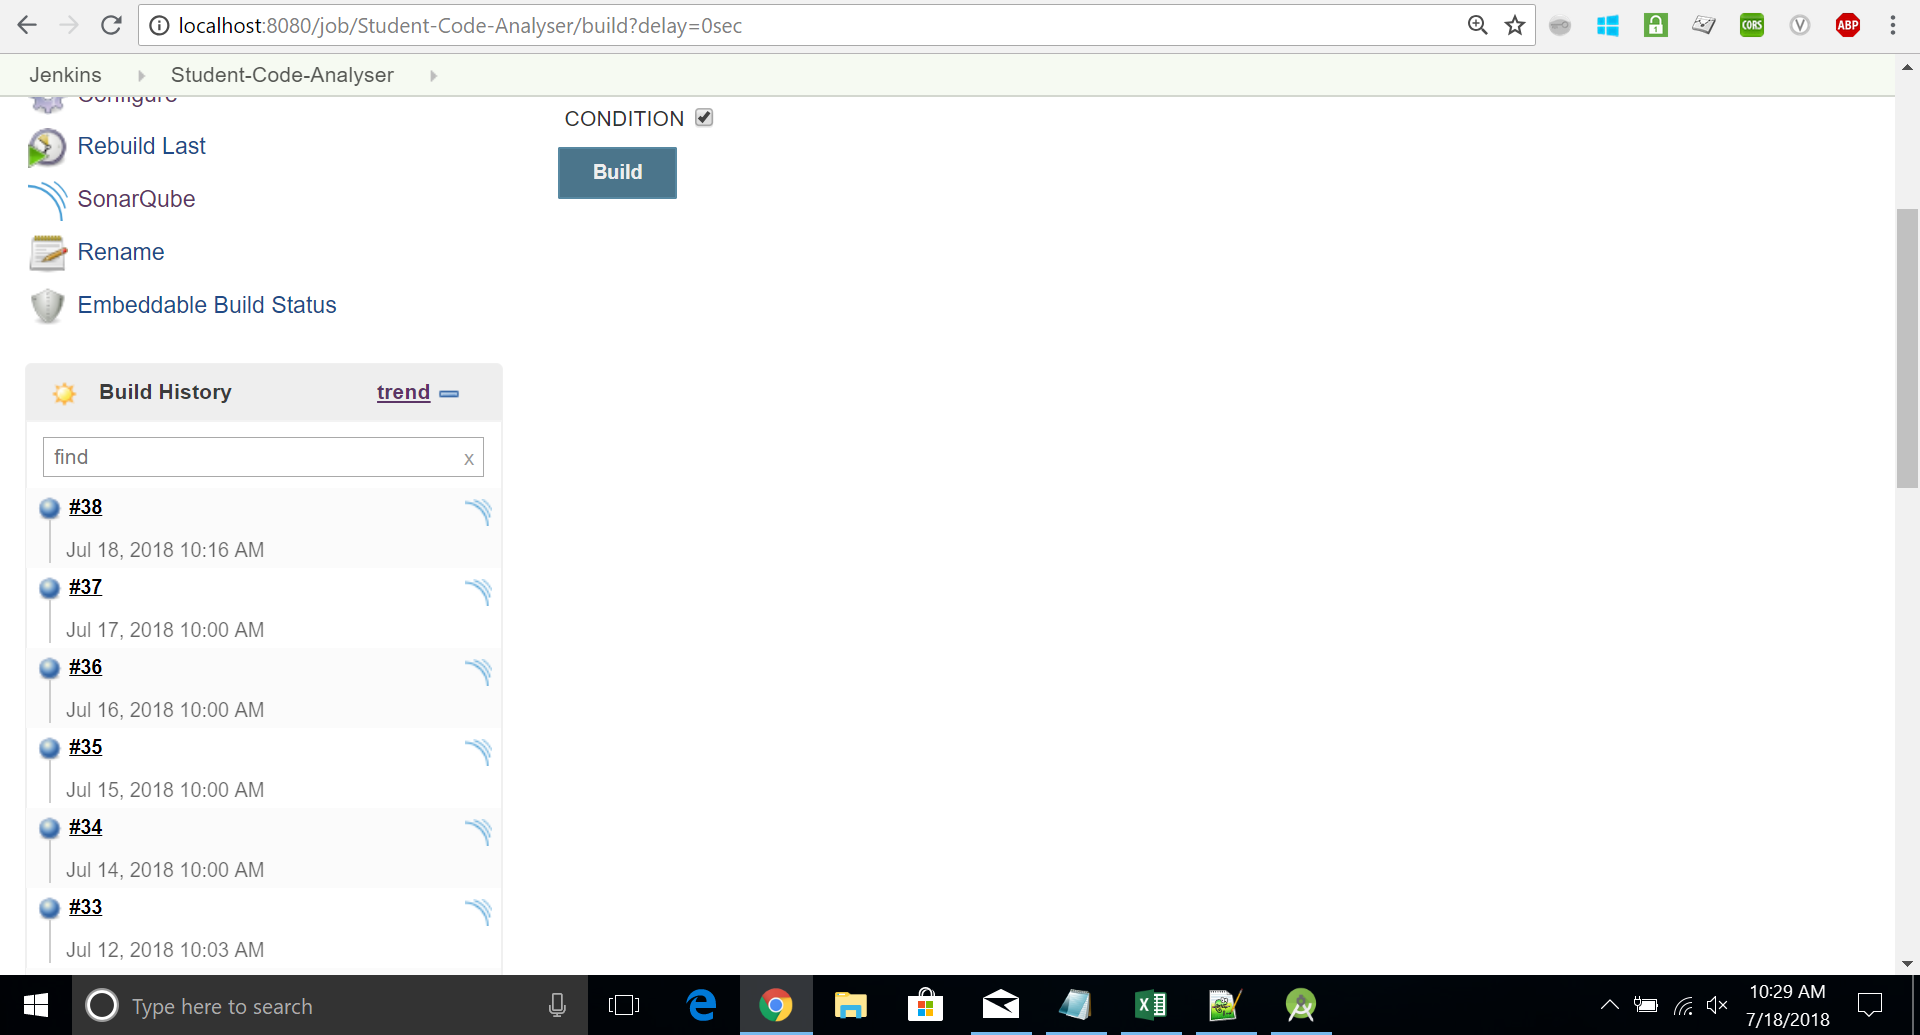 localhost:8080/job/Student-Code-Analyser/build?delay=0sec
CORS
V
ABP
Jenkins
Student-Code-Analyser
Configure
CONDITION
Rebuild Last
Build
SonarQube
Rename
Embeddable Build Status
Build History
trend
find
x
#38
Jul 18, 2018 10:16 AM
#37
Jul 17, 2018 10:00 AM
#36
Jul 16, 2018 10:00 AM
#35
Jul 15, 2018 10:00 AM
#34
Jul 14, 2018 10:00 AM
#33
Jul 12, 2018 10:03 AM
Type here to search
10:29 AM
7/18/2018